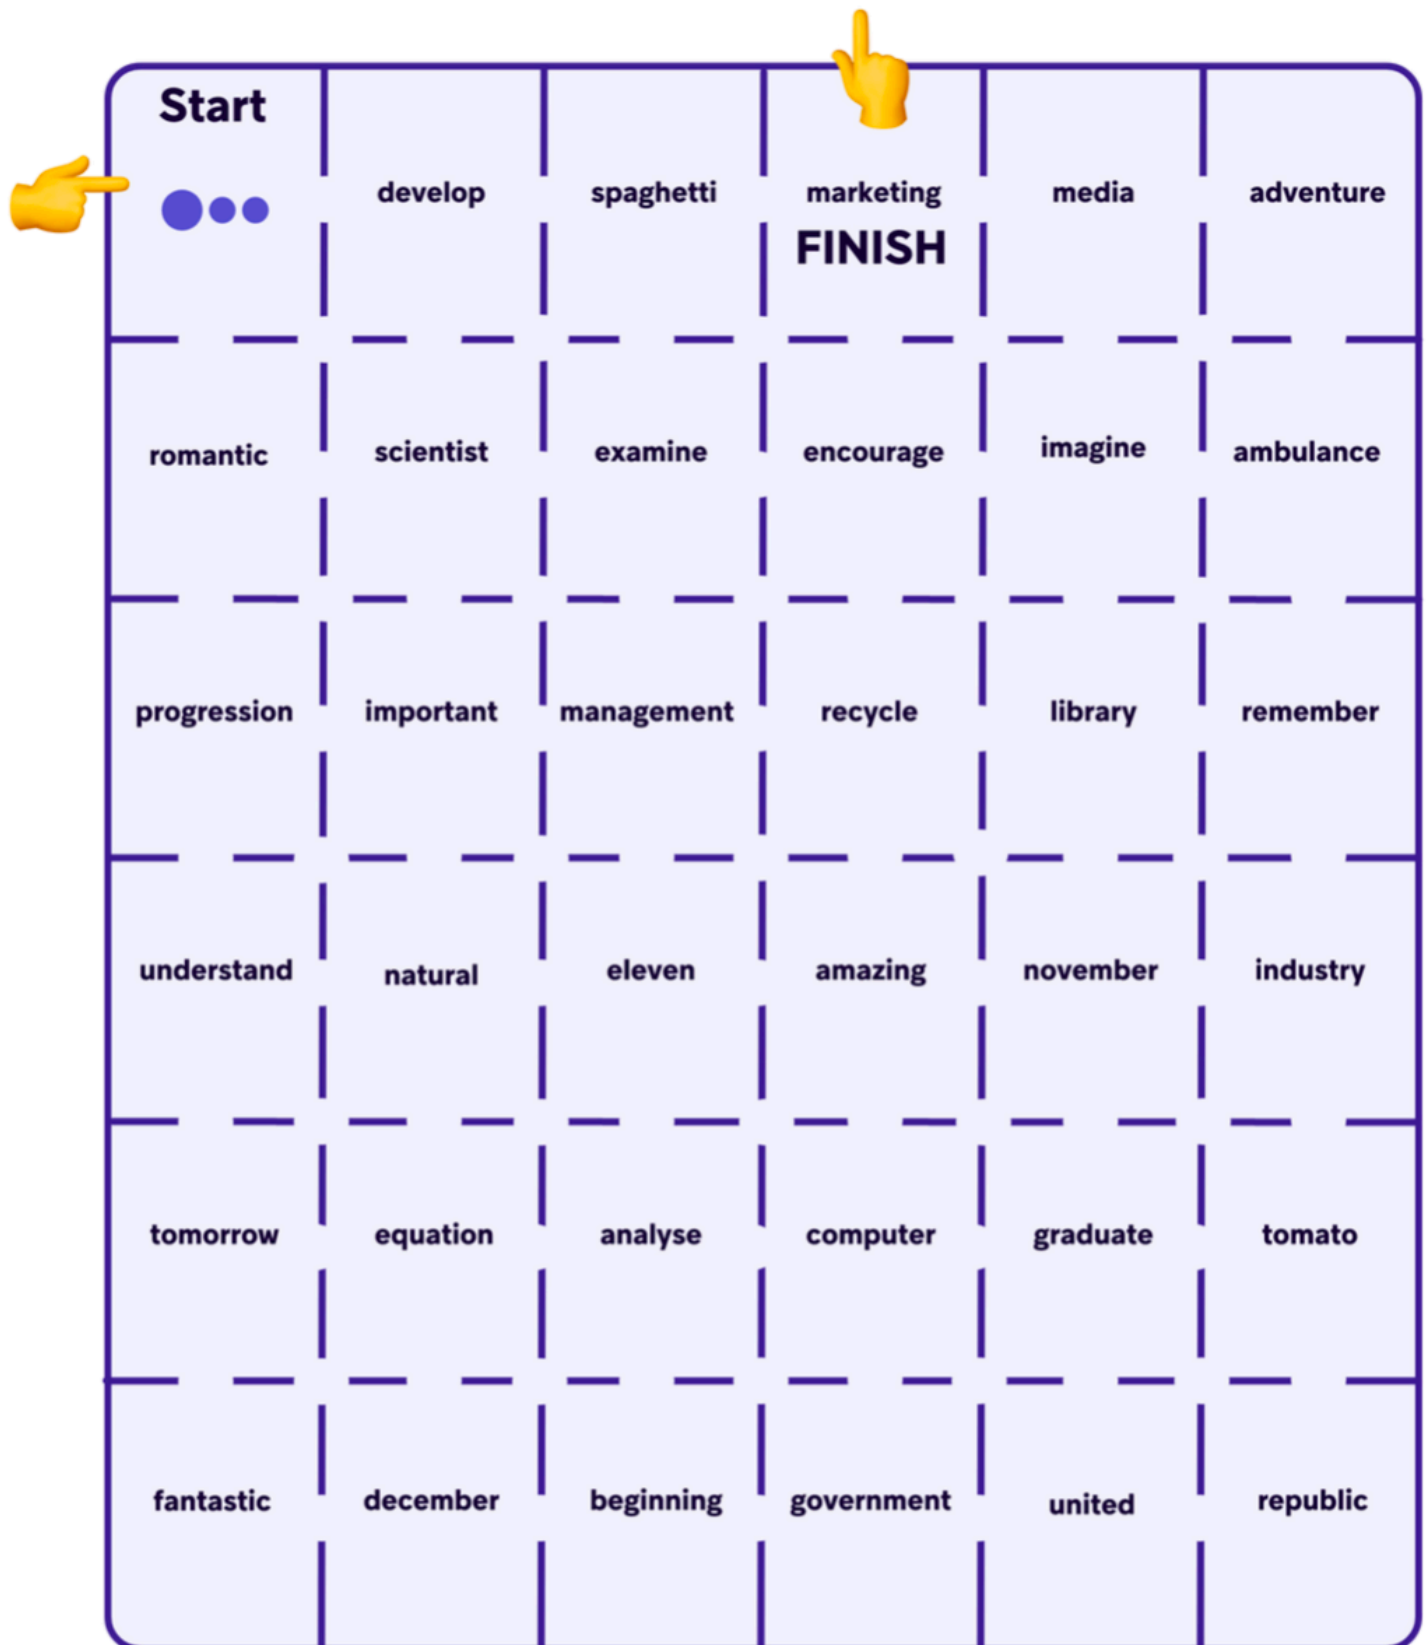 Start
develop spaghetti marketing media adventure
FINISH
romantic scientist examine encourage imagine ambulance
progression important management recycle library remember
understand natural eleven amazing november industry
tomorrow equation analyse computer graduate tomato
fantastic december beginning government united republic